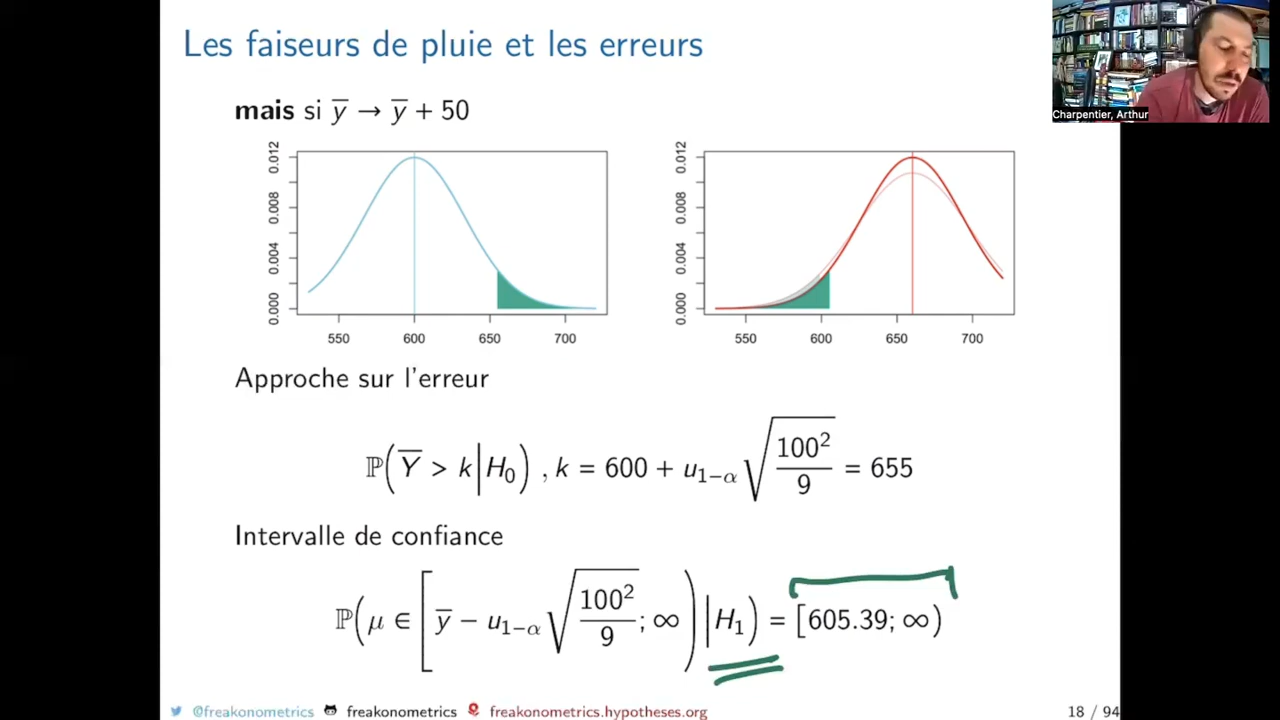 Les faiseurs de pluie et les erreurs
Charpentier, Arthur
mais si y̅ → y̅ + 50
0.000 0.004 0.008 0.012
550 600 650 700
0.000 0.004 0.008 0.012
550 600 650 700
Approche sur l'erreur
ℙ(Y̅ > k|H₀) , k = 600 + u₁₋α √(100²/9) = 655
Intervalle de confiance
ℙ(μ ∈ [y̅ − u₁₋α √(100²/9) ; ∞)|H₁) = [605.39; ∞)
@freakonometrics freakonometrics freakonometrics.hypotheses.org 18 / 94